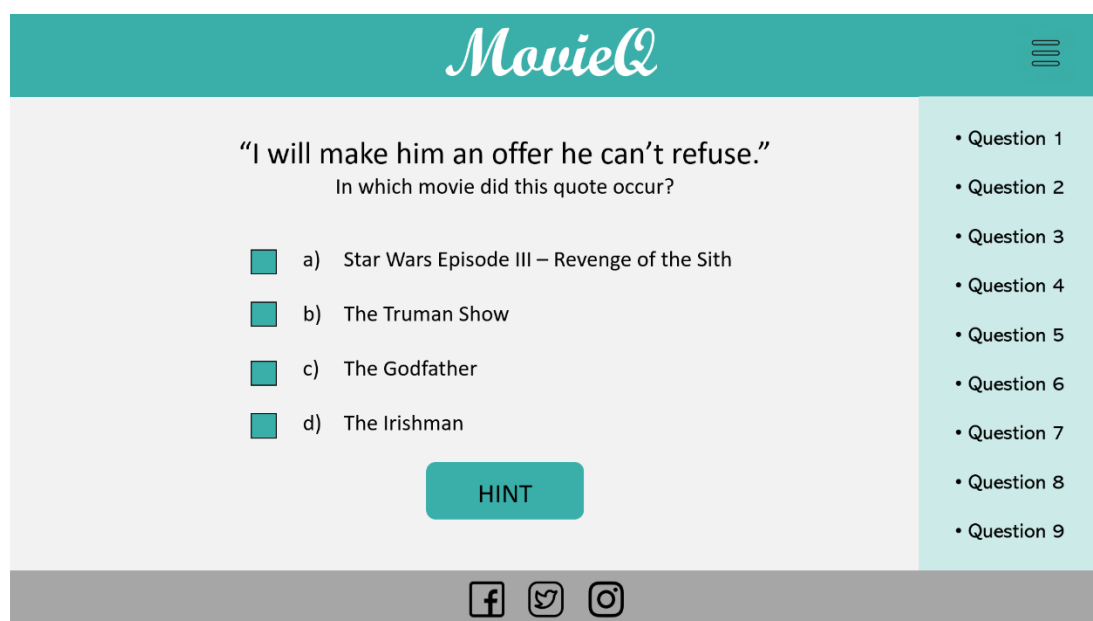 MovieQ
“I will make him an offer he can’t refuse.”
In which movie did this quote occur?
a) Star Wars Episode III – Revenge of the Sith
b) The Truman Show
c) The Godfather
d) The Irishman
HINT
• Question 1
• Question 2
• Question 3
• Question 4
• Question 5
• Question 6
• Question 7
• Question 8
• Question 9